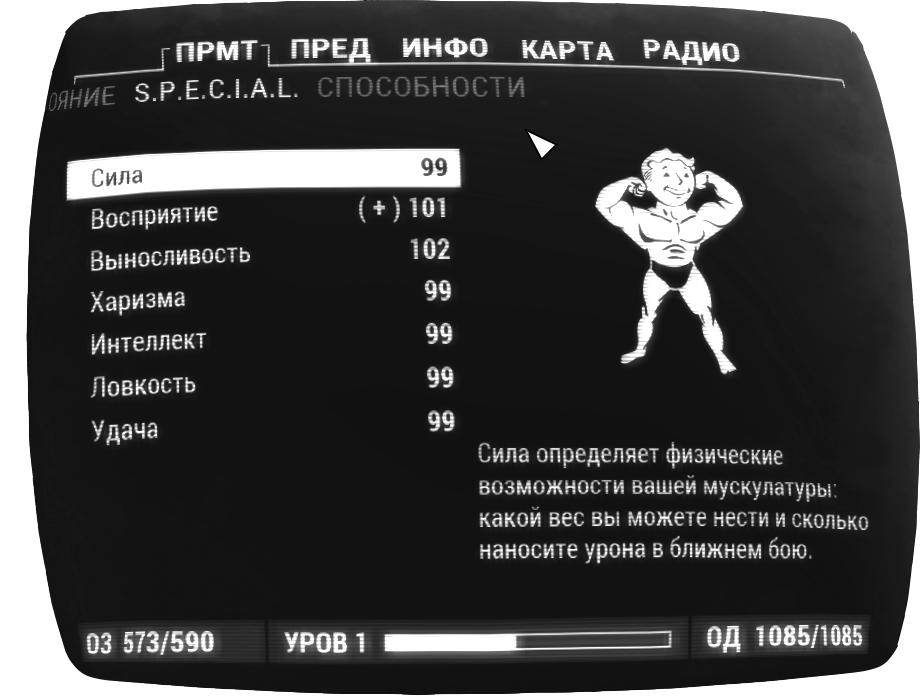 ПРМТ ПРЕД ИНФО КАРТА РАДИО
ОЯНИЕ S.P.E.C.I.A.L. СПОСОБНОСТИ
Сила 99
Восприятие (+) 101
Выносливость 102
Харизма 99
Интеллект 99
Ловкость 99
Удача 99
Сила определяет физические
возможности вашей мускулатуры:
какой вес вы можете нести и сколько
наносите урона в ближнем бою.
ОЗ 573/590 УРОВ 1 ОД 1085/1085